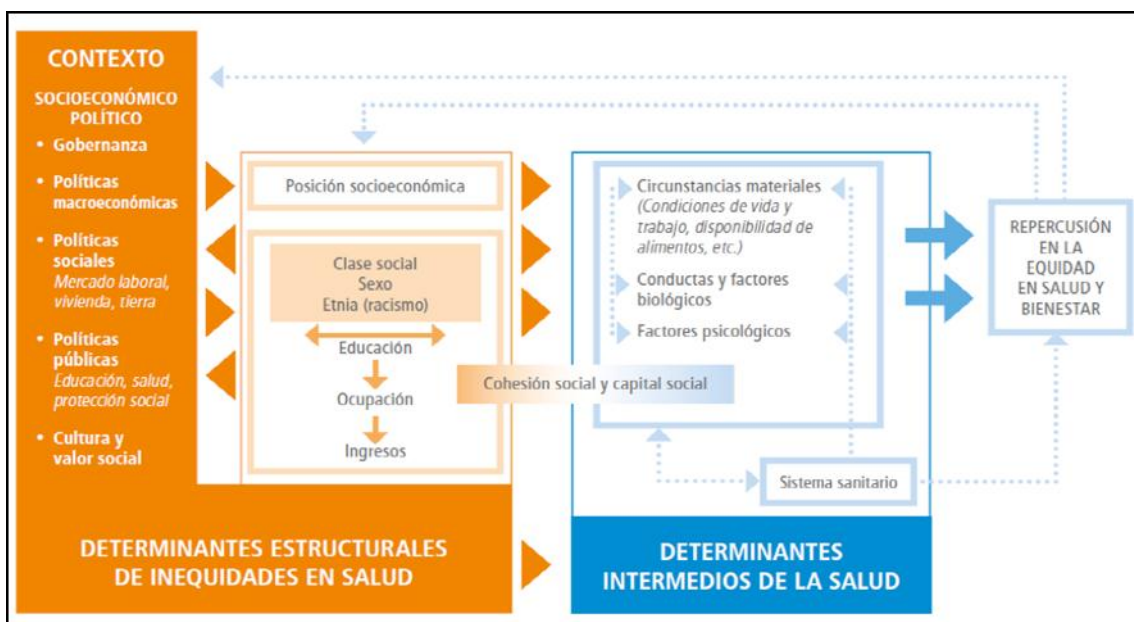 CONTEXTO
SOCIOECONÓMICO
POLÍTICO
• Gobernanza
• Políticas
macroeconómicas
• Políticas
sociales
Mercado laboral,
vivienda, tierra
• Políticas
públicas
Educación, salud,
protección social
• Cultura y
valor social
Posición socioeconómica
Clase social
Sexo
Etnia (racismo)
Educación
Ocupación
Ingresos
Cohesión social y capital social
Circunstancias materiales
(Condiciones de vida y
trabajo, disponibilidad de
alimentos, etc.)
Conductas y factores
biológicos
Factores psicológicos
Sistema sanitario
REPERCUSIÓN
EN LA
EQUIDAD
EN SALUD Y
BIENESTAR
DETERMINANTES ESTRUCTURALES
DE INEQUIDADES EN SALUD
DETERMINANTES
INTERMEDIOS DE LA SALUD